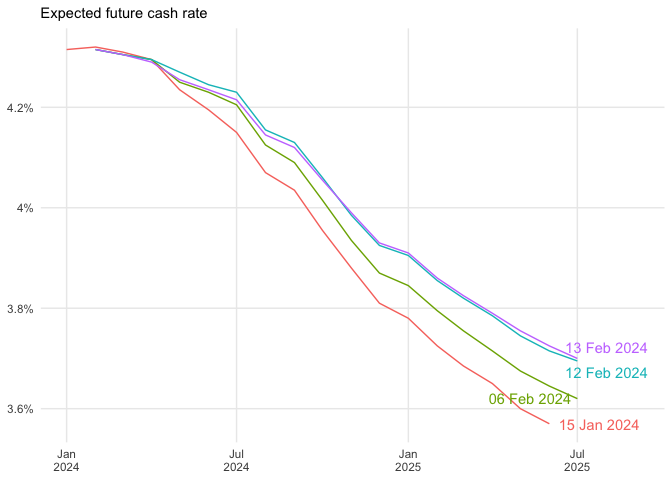 Expected future cash rate
4.2%
4%
3.8%
3.6%
13 Feb 2024
12 Feb 2024
06 Feb 2024
15 Jan 2024
Jan
2024
Jul
2024
Jan
2025
Jul
2025